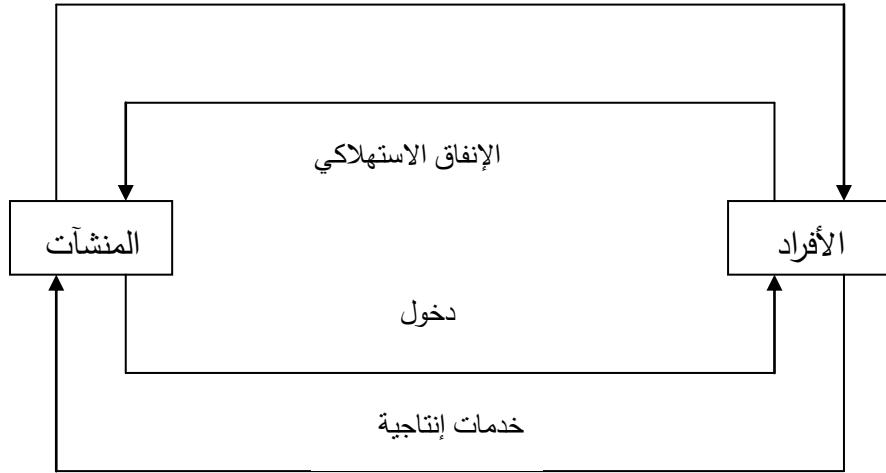 الإنفاق الاستهلاكي
الأفراد
المنشآت
دخول
خدمات إنتاجية